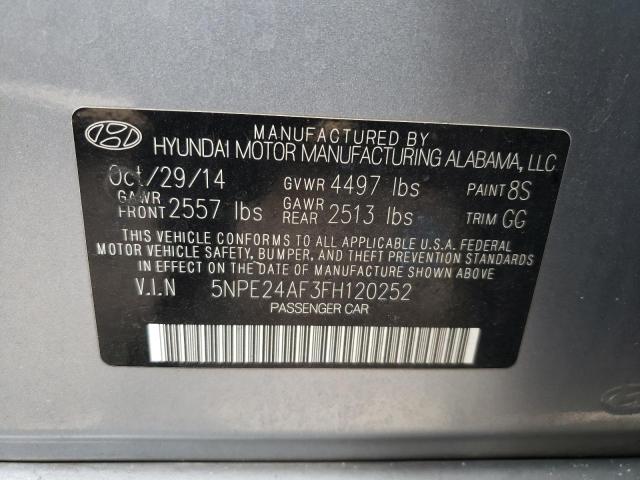 MANUFACTURED BY
HYUNDAI MOTOR MANUFACTURING ALABAMA, LLC
Oct/29/14 GVWR 4497 lbs PAINT 8S
GAWR FRONT 2557 lbs GAWR REAR 2513 lbs TRIM GG
THIS VEHICLE CONFORMS TO ALL APPLICABLE U.S.A. FEDERAL
MOTOR VEHICLE SAFETY, BUMPER, AND THEFT PREVENTION STANDARDS
IN EFFECT ON THE DATE OF MANUFACTURE SHOWN ABOVE.
V.I.N 5NPE24AF3FH120252
PASSENGER CAR